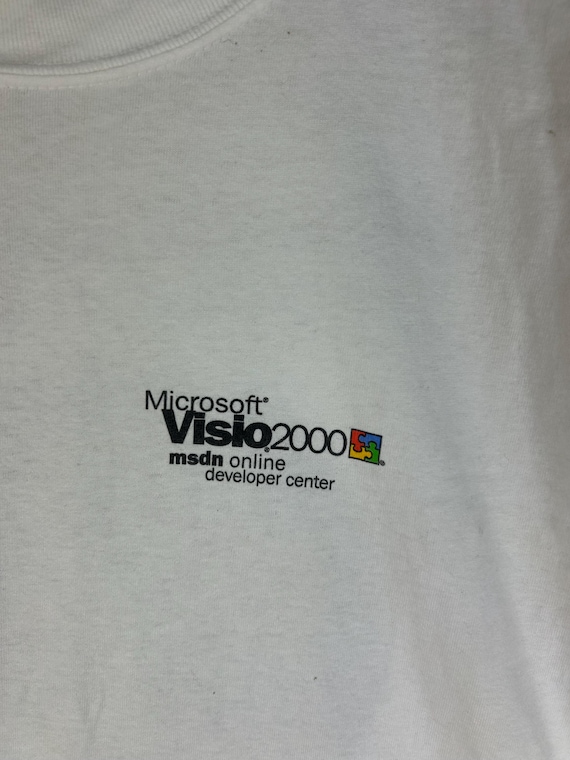 Microsoft®
Visio®2000
msdn online
developer center